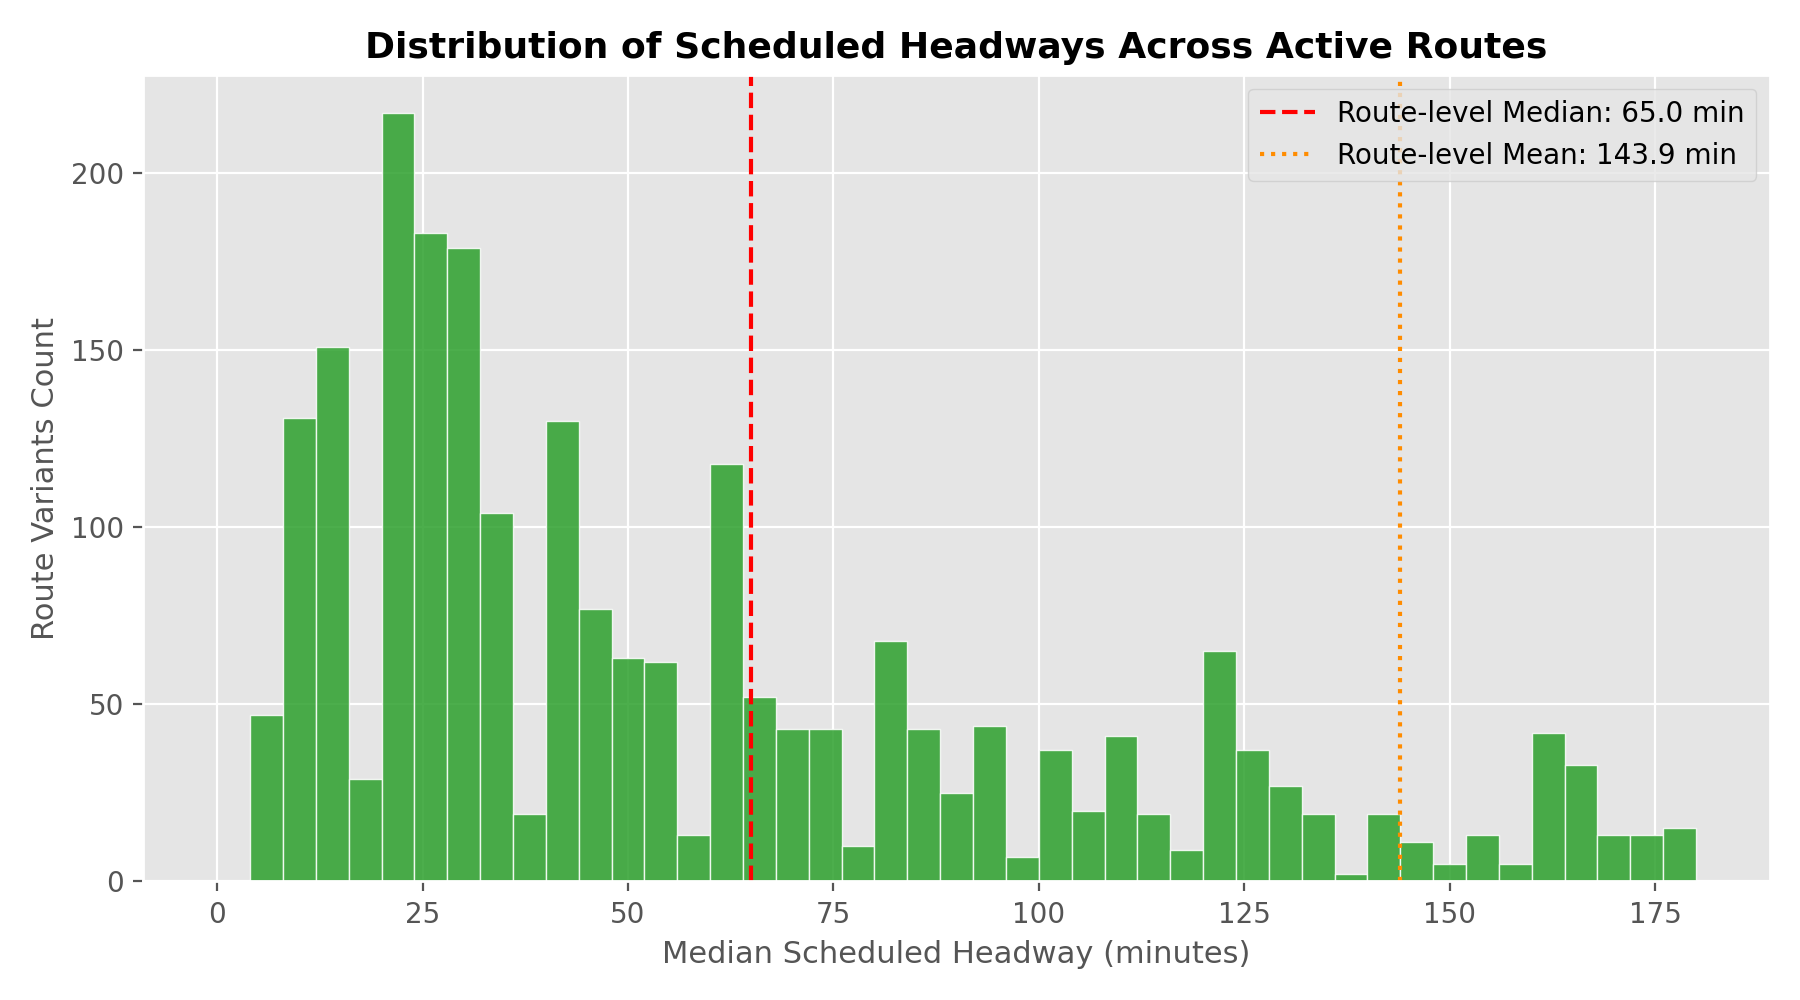 Distribution of Scheduled Headways Across Active Routes
Route-level Median: 65.0 min
Route-level Mean: 143.9 min
Route Variants Count
200
150
100
50
0
0 25 50 75 100 125 150 175
Median Scheduled Headway (minutes)